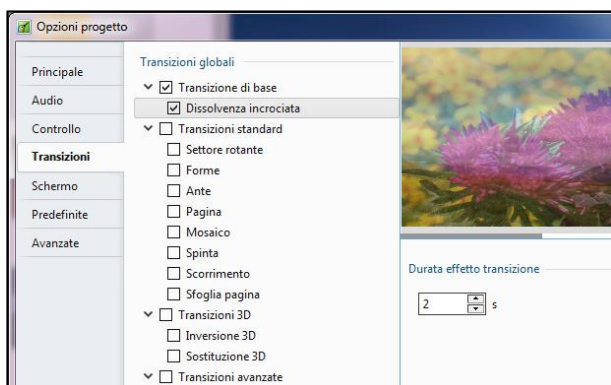 Opzioni progetto
Principale
Audio
Controllo
Transizioni
Schermo
Predefinite
Avanzate
Transizioni globali
Transizione di base
Dissolvenza incrociata
Transizioni standard
Settore rotante
Forme
Ante
Pagina
Mosaico
Spinta
Scorrimento
Sfoglia pagina
Transizioni 3D
Inversione 3D
Sostituzione 3D
Transizioni avanzate
Durata effetto transizione
2 s